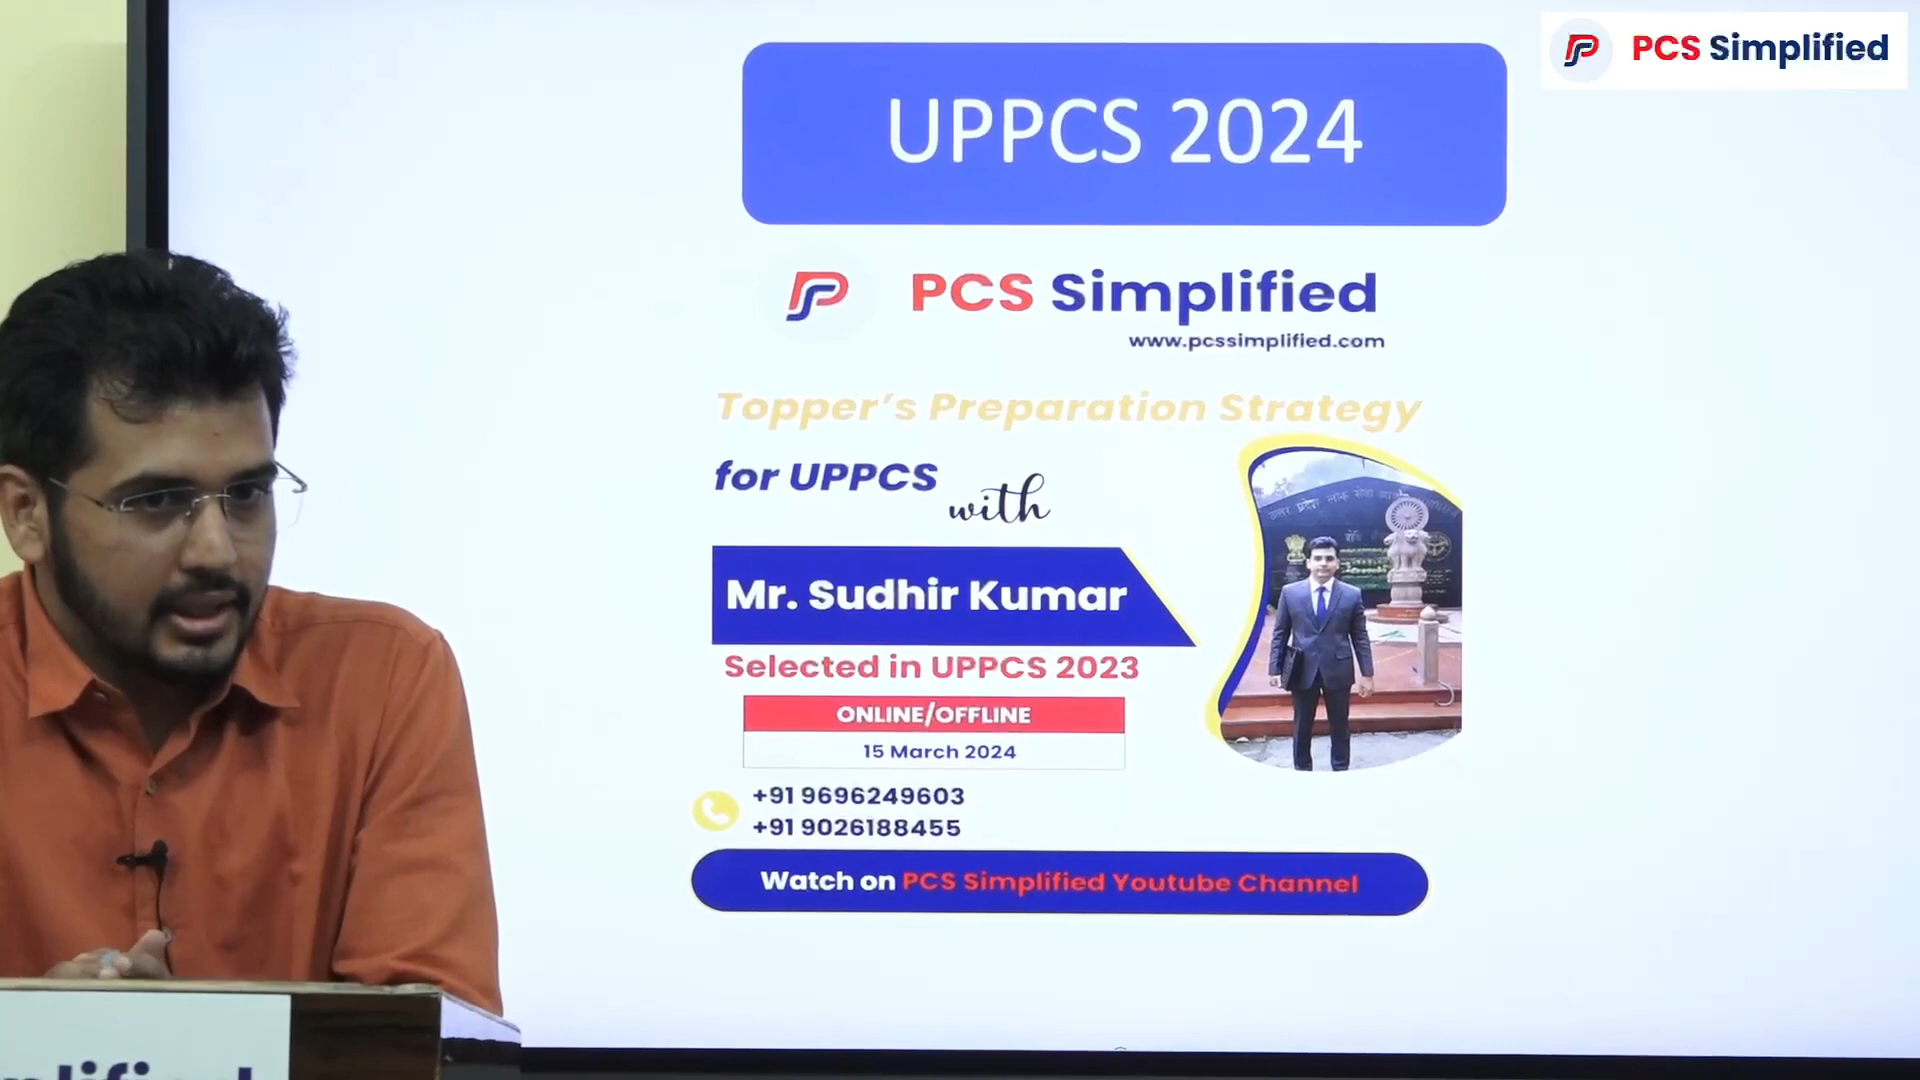 PCS Simplified
UPPCS 2024
PCS Simplified
www.pcssimplified.com
Topper's Preparation Strategy
for UPPCS with
Mr. Sudhir Kumar
Selected in UPPCS 2023
ONLINE/OFFLINE
15 March 2024
+91 9696249603
+91 9026188455
Watch on PCS Simplified Youtube Channel